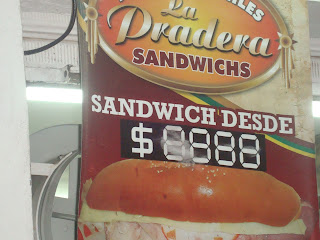 La
Pradera
SANDWICHS
SANDWICH DESDE
$